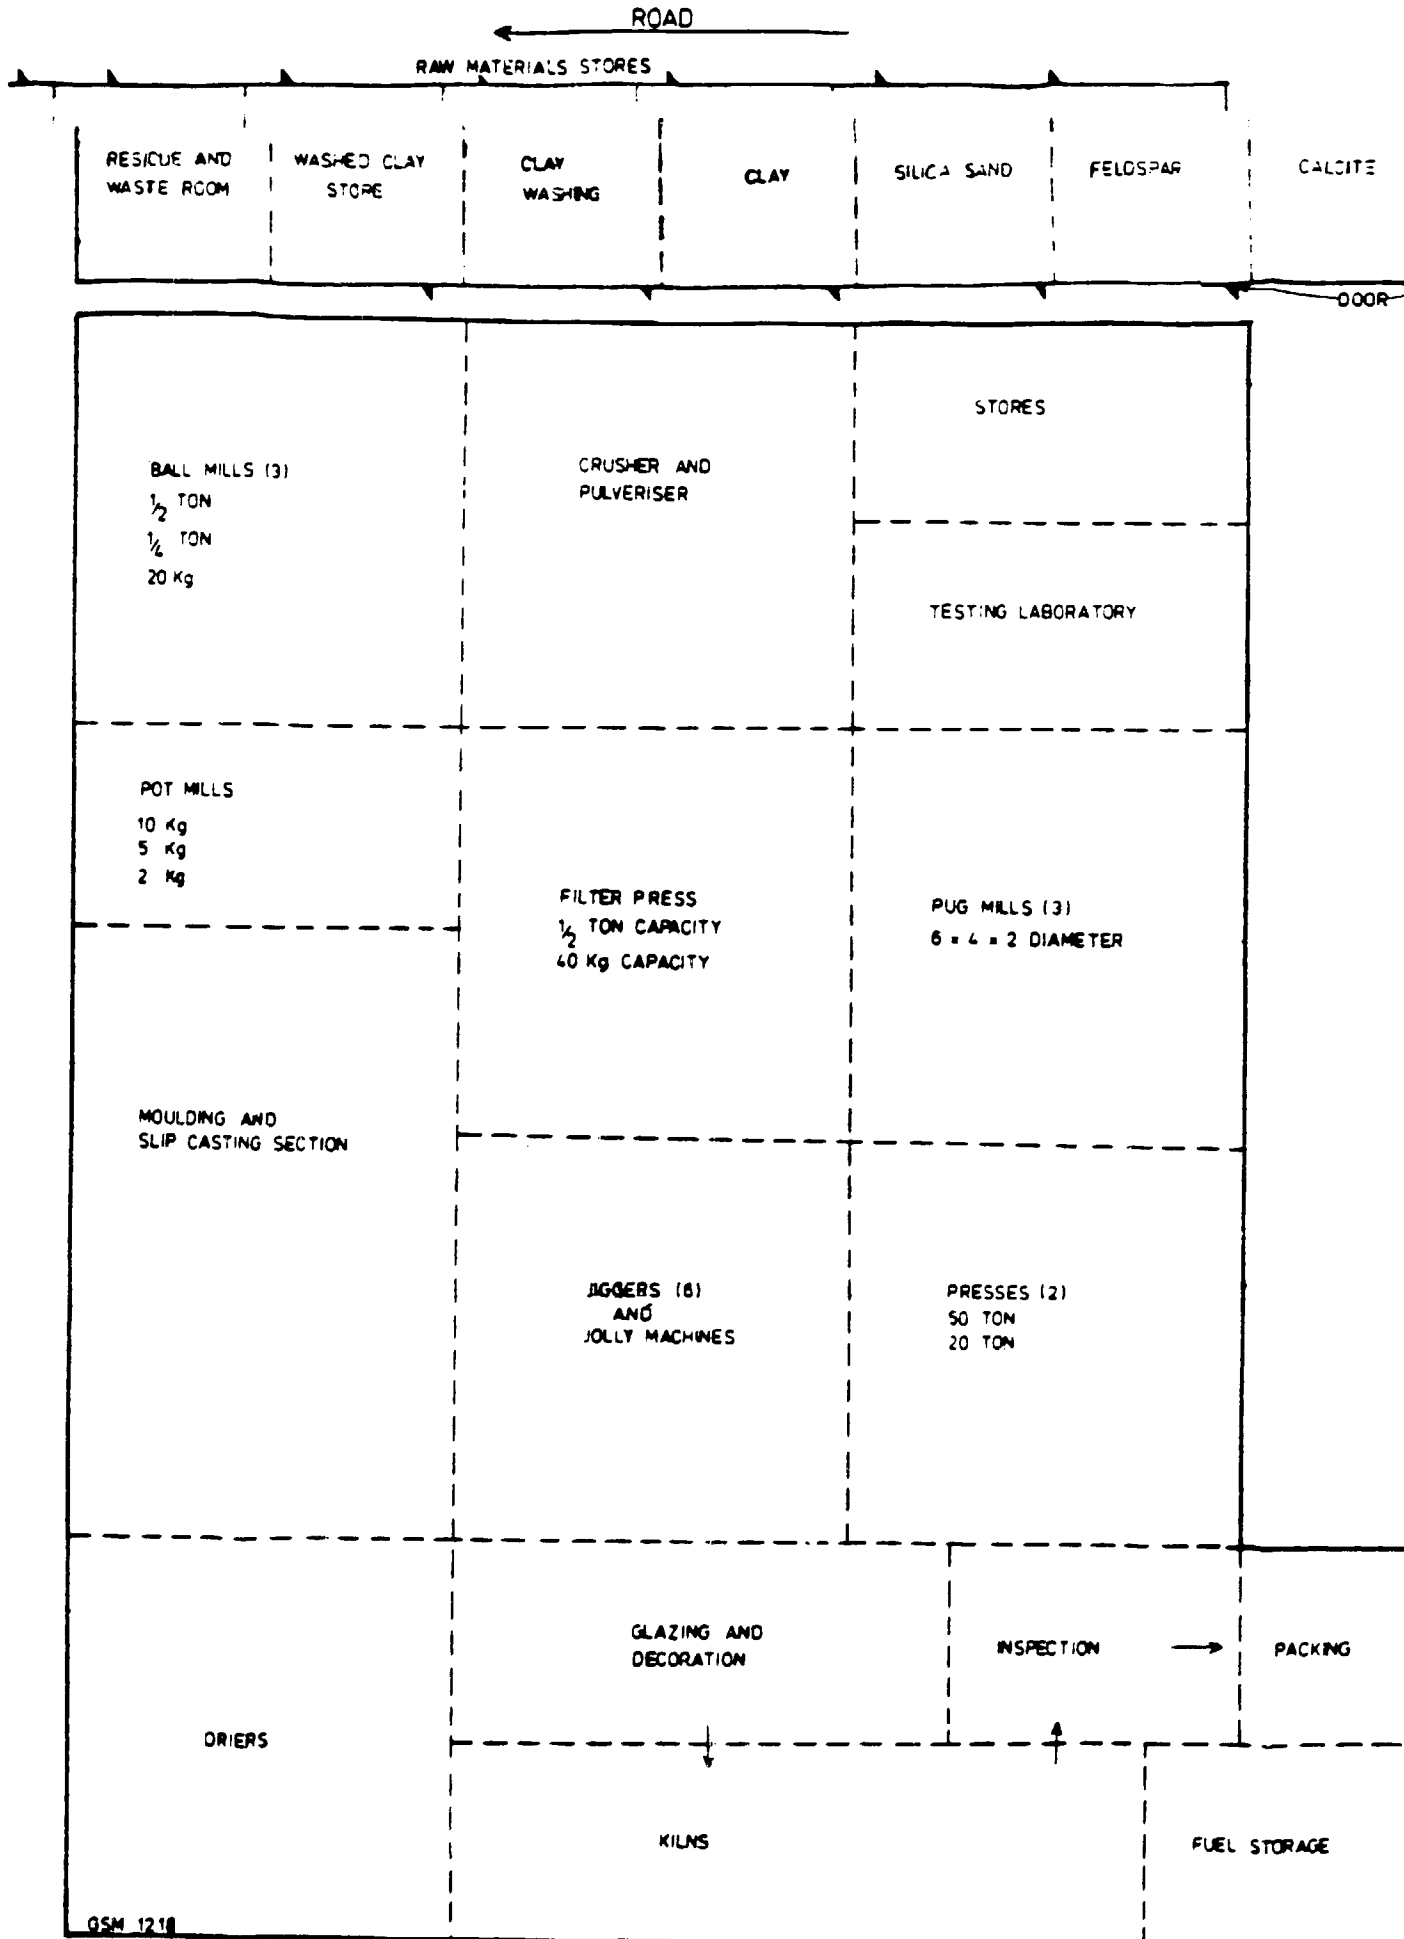 ROAD
RAW MATERIALS STORES
RESICUE AND
WASTE ROOM
WASHED CLAY
STORE
CLAY
WASHING
CLAY
SILICA SAND
FELDSPAR
CALCITE
DOOR
BALL MILLS (3)
1/2 TON
1/4 TON
20 Kg
CRUSHER AND
PULVERISER
STORES
TESTING LABORATORY
POT MILLS
10 Kg
5 Kg
2 Kg
FILTER PRESS
1/2 TON CAPACITY
40 Kg CAPACITY
PUG MILLS (3)
6 x 4 x 2 DIAMETER
MOULDING AND
SLIP CASTING SECTION
JIGGERS (6)
AND
JOLLY MACHINES
PRESSES (2)
50 TON
20 TON
GLAZING AND
DECORATION
INSPECTION
PACKING
DRIERS
KILNS
FUEL STORAGE
GSM